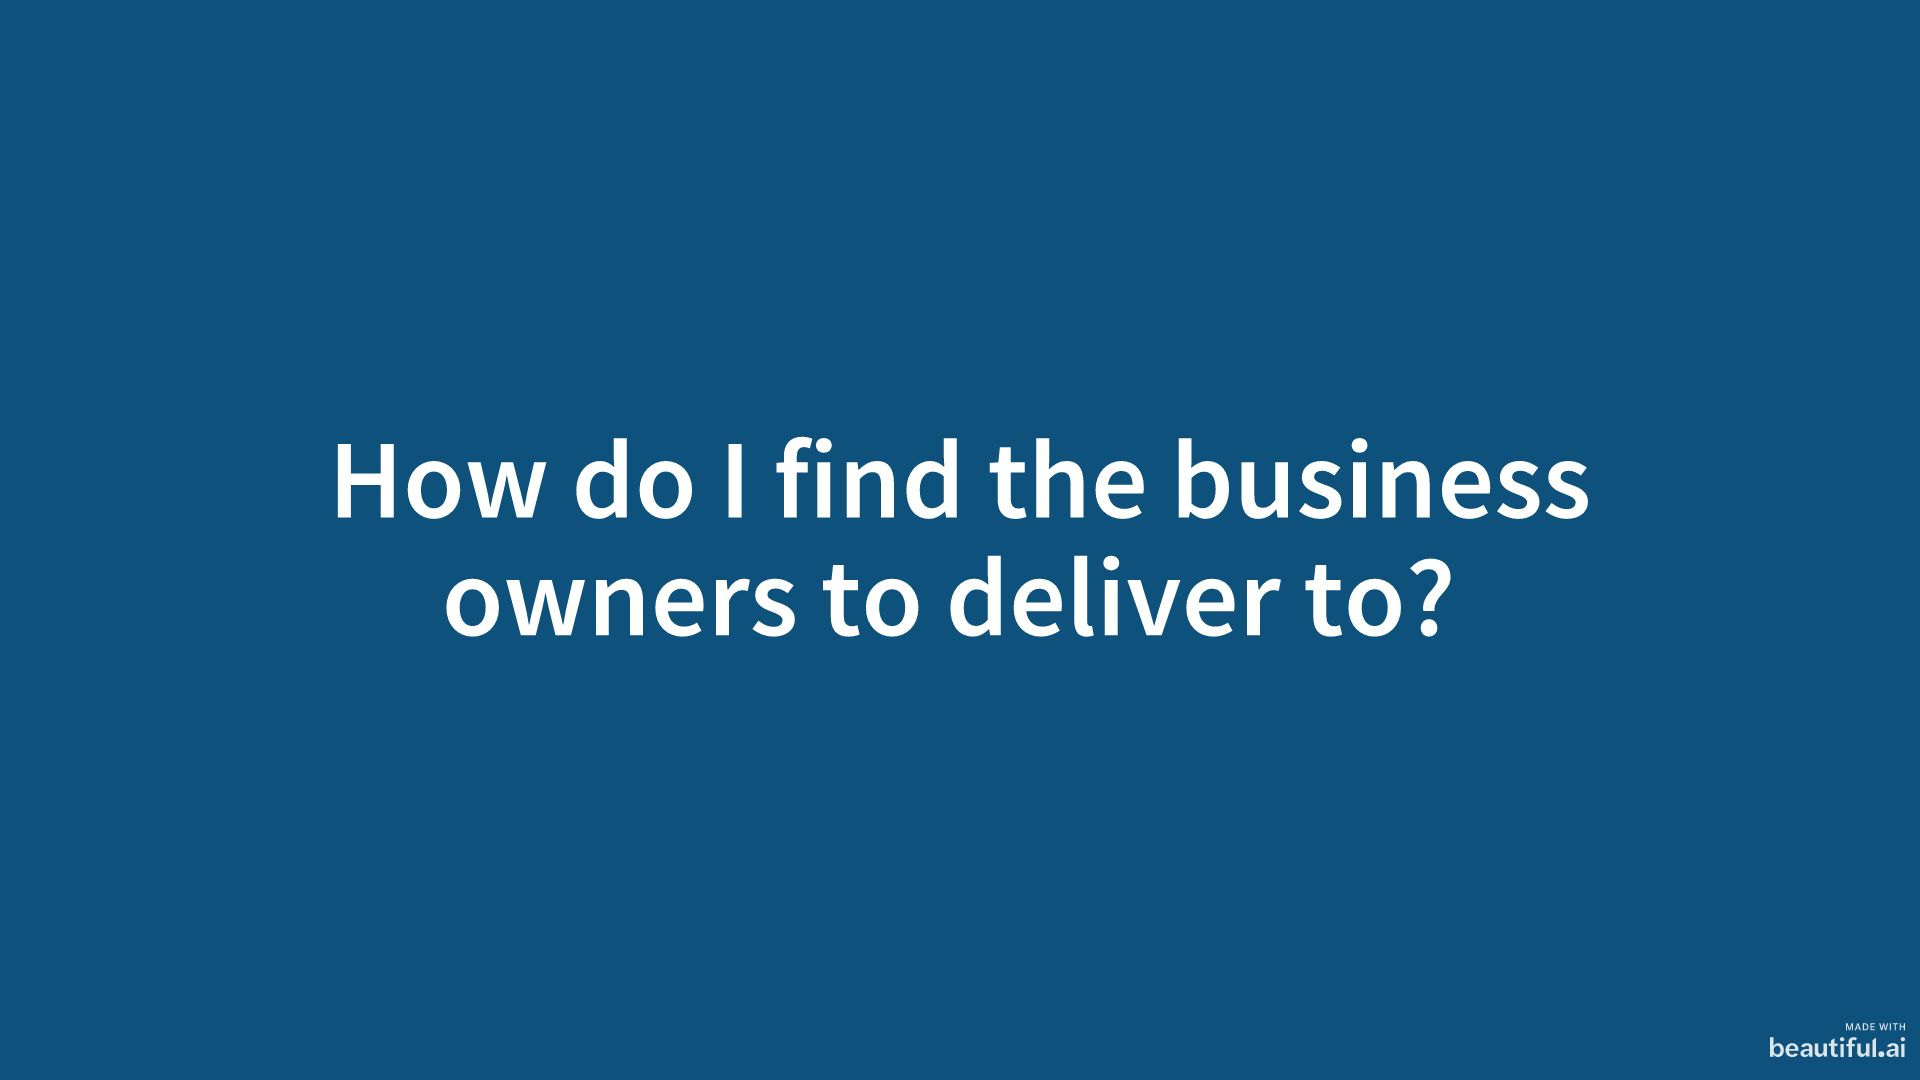 How do I find the business
owners to deliver to?
MADE WITH
beautiful.ai